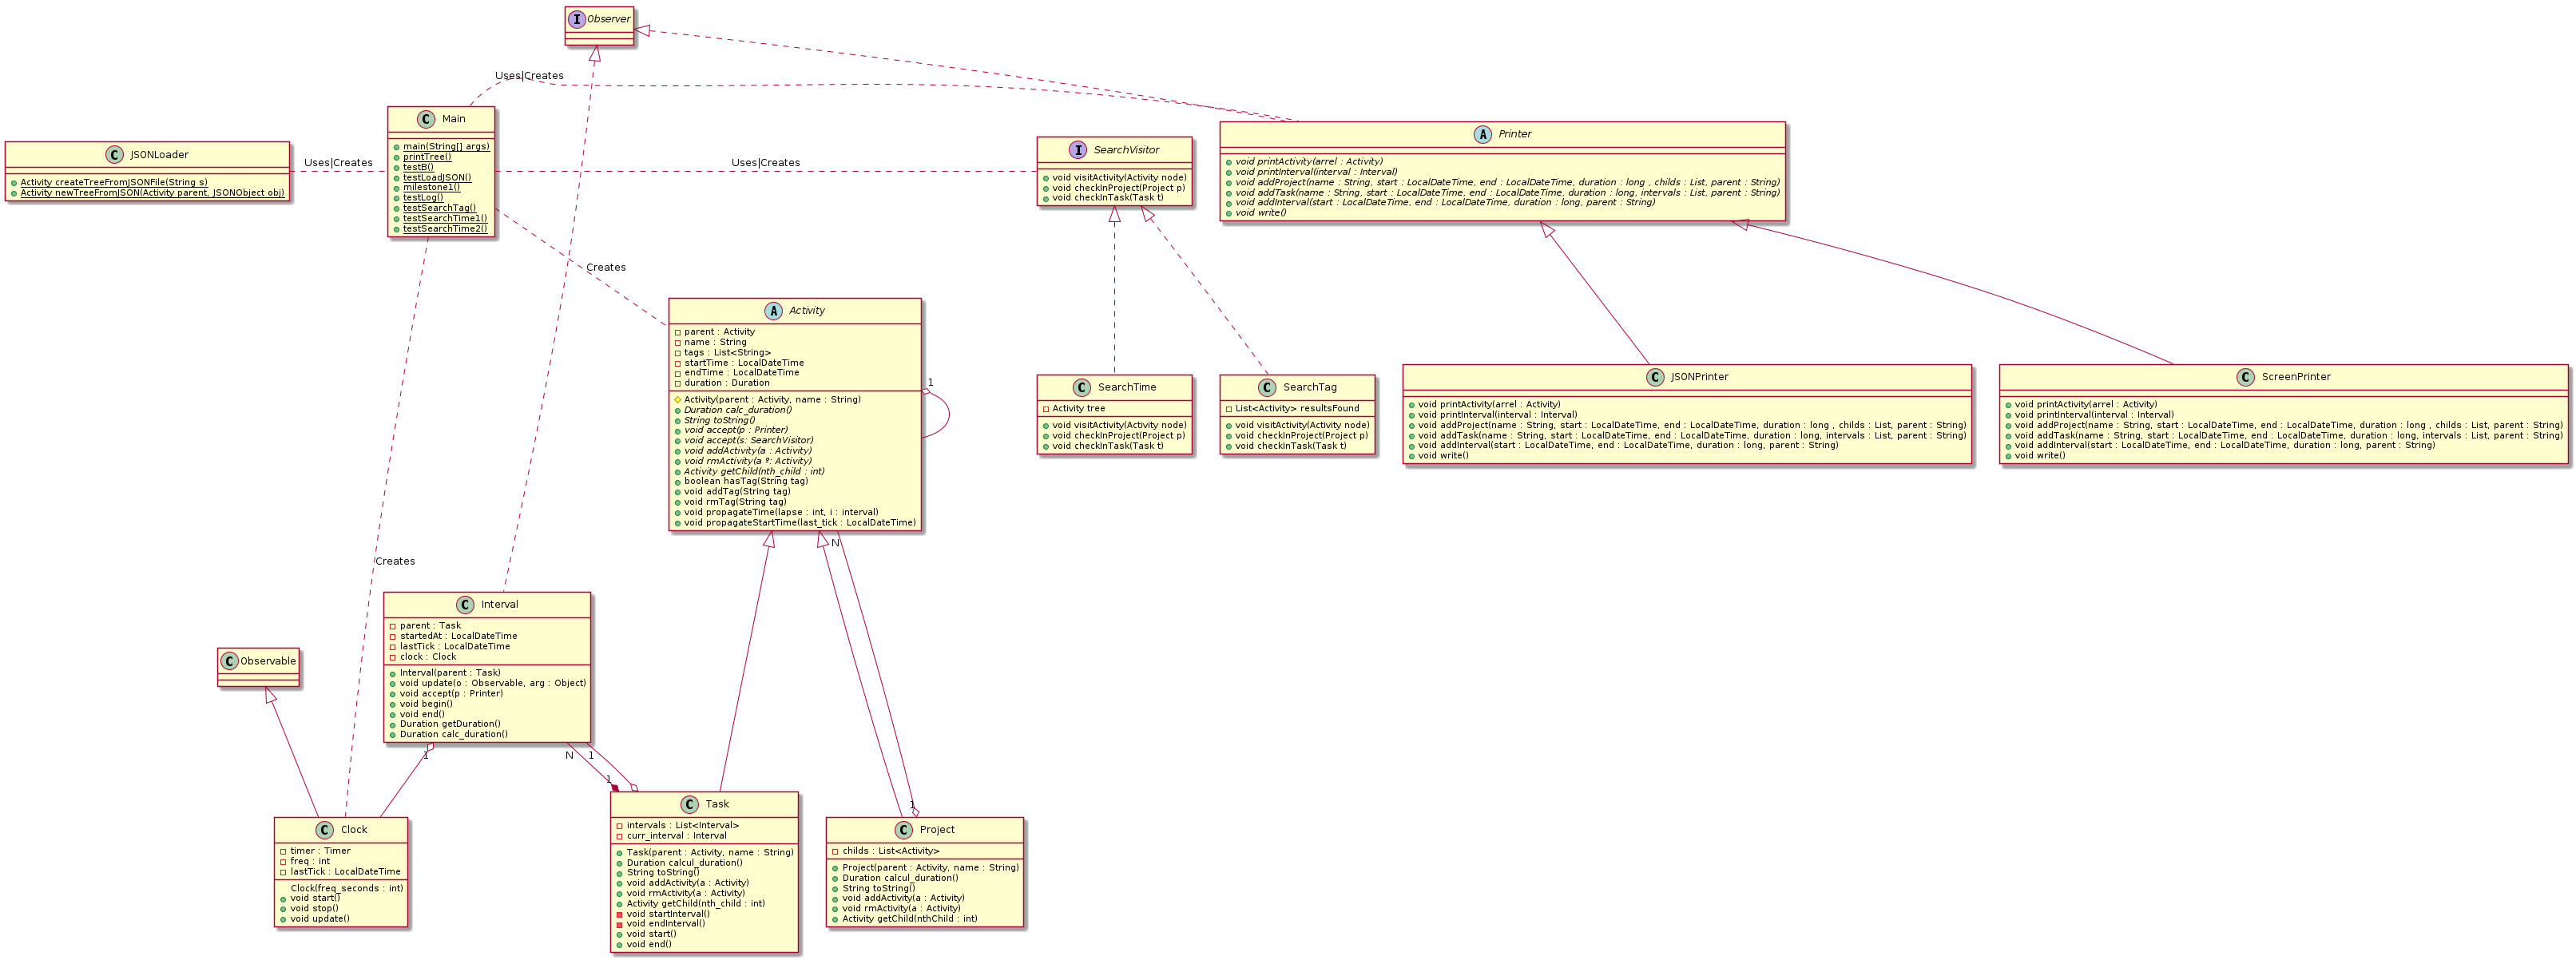 I Observer
Uses|Creates
C Main
main(String[] args)
printTree()
testB()
testLoadJSON()
milestone1()
testLog()
testSearchTag()
testSearchTime1()
testSearchTime2()
C JSONLoader
Activity createTreeFromJSONFile(String s)
Activity newTreeFromJSON(Activity parent, JSONObject obj)
Uses|Creates
Uses|Creates
I SearchVisitor
void visitActivity(Activity node)
void checkInProject(Project p)
void checkInTask(Task t)
A Printer
void printActivity(arrel : Activity)
void printInterval(interval : Interval)
void addProject(name : String, start : LocalDateTime, end : LocalDateTime, duration : long , childs : List, parent : String)
void addTask(name : String, start : LocalDateTime, end : LocalDateTime, duration : long, intervals : List, parent : String)
void addInterval(start : LocalDateTime, end : LocalDateTime, duration : long, parent : String)
void write()
Creates
A Activity
parent : Activity
name : String
tags : List<String>
startTime : LocalDateTime
endTime : LocalDateTime
duration : Duration
Activity(parent : Activity, name : String)
Duration calc_duration()
String toString()
void accept(p : Printer)
void accept(s: SearchVisitor)
void addActivity(a : Activity)
void rmActivity(a º: Activity)
Activity getChild(nth_child : int)
boolean hasTag(String tag)
void addTag(String tag)
void rmTag(String tag)
void propagateTime(lapse : int, i : interval)
void propagateStartTime(last_tick : LocalDateTime)
1
C SearchTime
Activity tree
void visitActivity(Activity node)
void checkInProject(Project p)
void checkInTask(Task t)
C SearchTag
List<Activity> resultsFound
void visitActivity(Activity node)
void checkInProject(Project p)
void checkInTask(Task t)
C JSONPrinter
void printActivity(arrel : Activity)
void printInterval(interval : Interval)
void addProject(name : String, start : LocalDateTime, end : LocalDateTime, duration : long , childs : List, parent : String)
void addTask(name : String, start : LocalDateTime, end : LocalDateTime, duration : long, intervals : List, parent : String)
void addInterval(start : LocalDateTime, end : LocalDateTime, duration : long, parent : String)
void write()
C ScreenPrinter
void printActivity(arrel : Activity)
void printInterval(interval : Interval)
void addProject(name : String, start : LocalDateTime, end : LocalDateTime, duration : long , childs : List, parent : String)
void addTask(name : String, start : LocalDateTime, end : LocalDateTime, duration : long, intervals : List, parent : String)
void addInterval(start : LocalDateTime, end : LocalDateTime, duration : long, parent : String)
void write()
N
Creates
C Interval
parent : Task
startedAt : LocalDateTime
lastTick : LocalDateTime
clock : Clock
Interval(parent : Task)
void update(o : Observable, arg : Object)
void accept(p : Printer)
void begin()
void end()
Duration getDuration()
Duration calc_duration()
C Observable
1
N
1
1
1
C Clock
timer : Timer
freq : int
lastTick : LocalDateTime
Clock(freq_seconds : int)
void start()
void stop()
void update()
C Task
intervals : List<Interval>
curr_interval : Interval
Task(parent : Activity, name : String)
Duration calcul_duration()
String toString()
void addActivity(a : Activity)
void rmActivity(a : Activity)
Activity getChild(nth_child : int)
void startInterval()
void endInterval()
void start()
void end()
C Project
childs : List<Activity>
Project(parent : Activity, name : String)
Duration calcul_duration()
String toString()
void addActivity(a : Activity)
void rmActivity(a : Activity)
Activity getChild(nthChild : int)